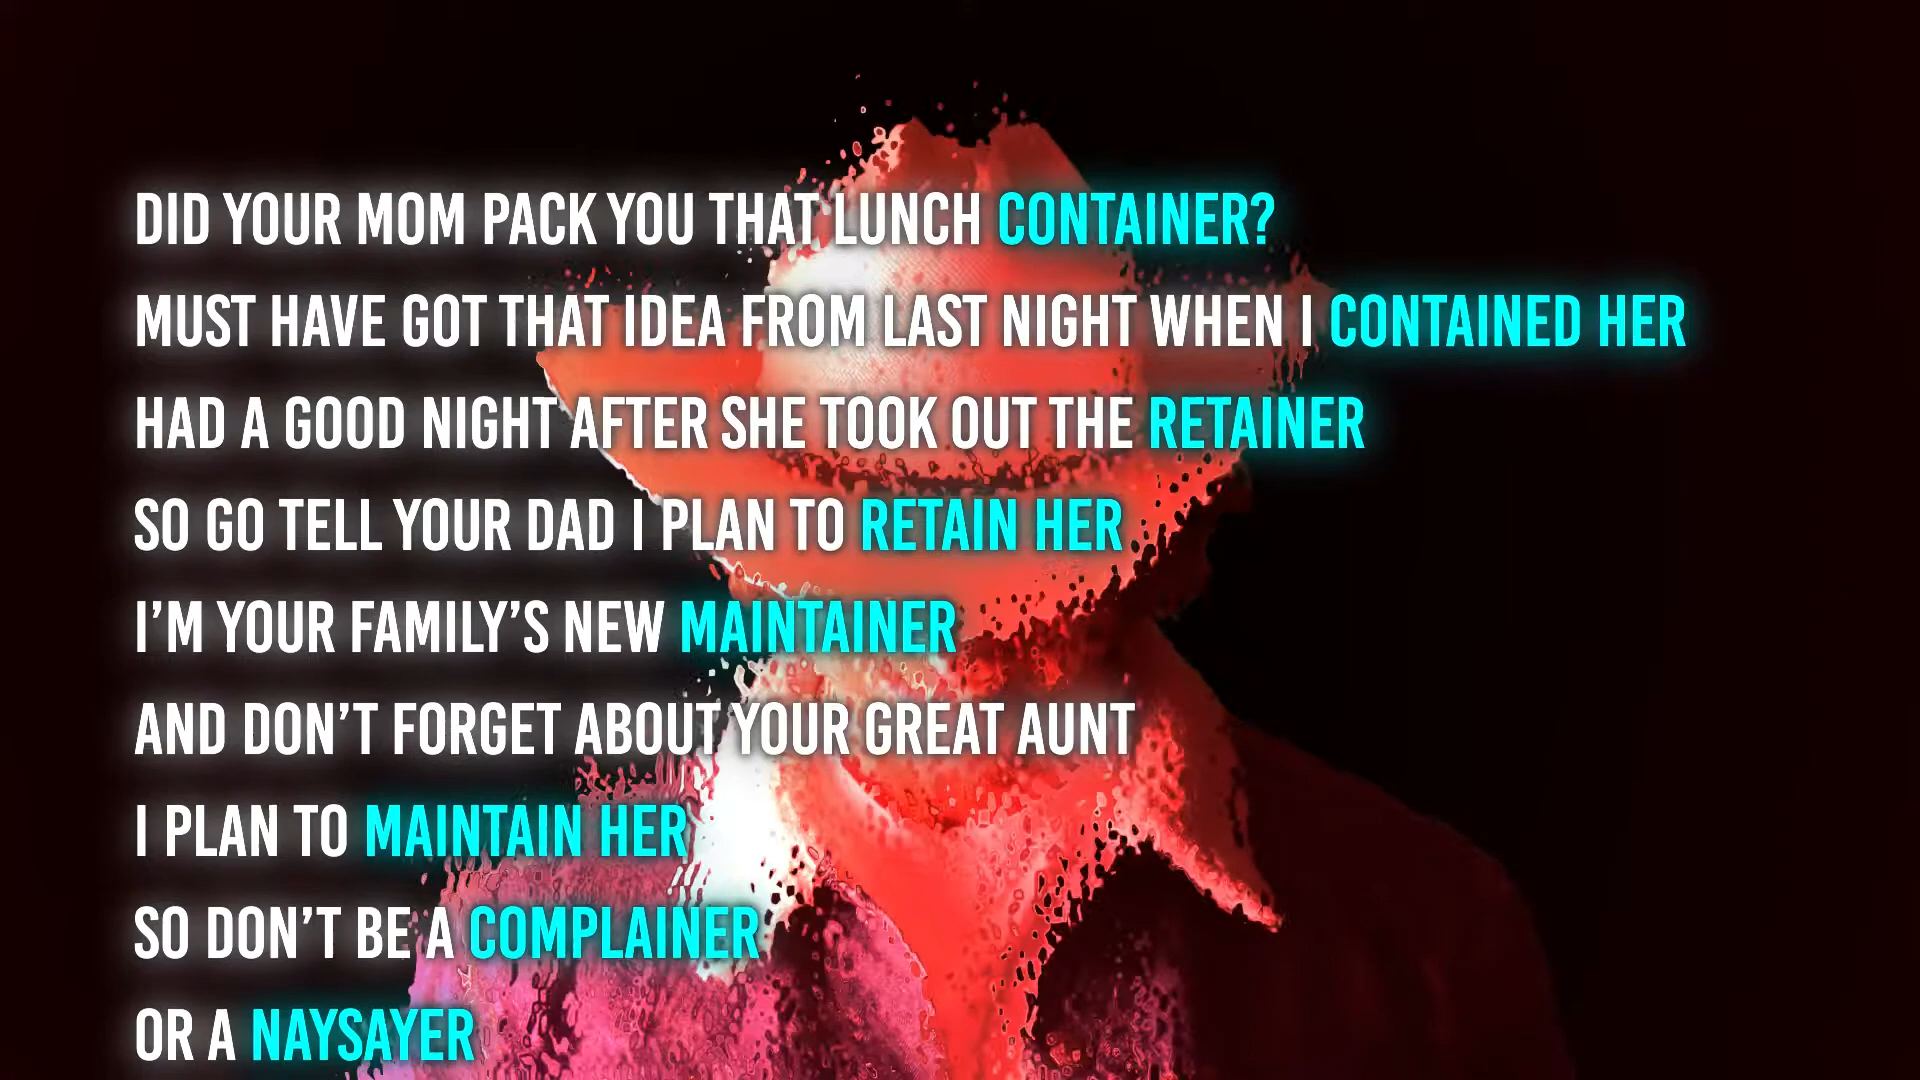 DID YOUR MOM PACK YOU THAT LUNCH CONTAINER?
MUST HAVE GOT THAT IDEA FROM LAST NIGHT WHEN I CONTAINED HER
HAD A GOOD NIGHT AFTER SHE TOOK OUT THE RETAINER
SO GO TELL YOUR DAD I PLAN TO RETAIN HER
I’M YOUR FAMILY’S NEW MAINTAINER
AND DON’T FORGET ABOUT YOUR GREAT AUNT
I PLAN TO MAINTAIN HER
SO DON’T BE A COMPLAINER
OR A NAYSAYER